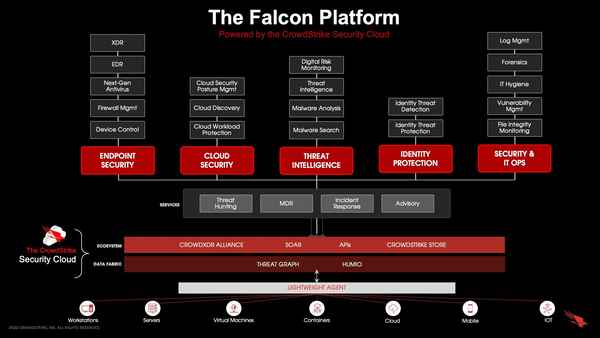 The Falcon Platform
Powered by the CrowdStrike Security Cloud
XDR
EDR
Next-Gen
Antivirus
Firewall Mgmt
Device Control
ENDPOINT
SECURITY
Cloud Security
Posture Mgmt
Cloud Discovery
Cloud Workload
Protection
CLOUD
SECURITY
Digital Risk
Monitoring
Threat
Intelligence
Malware Analysis
Malware Search
THREAT
INTELLIGENCE
Identity Threat
Detection
Identity Threat
Protection
IDENTITY
PROTECTION
Log Mgmt
Forensics
IT Hygiene
Vulnerability
Mgmt
File Integrity
Monitoring
SECURITY &
IT OPS
SERVICES
Threat
Hunting
MDR
Incident
Response
Advisory
The CrowdStrike
Security Cloud
ECOSYSTEM
CROWDXDR ALLIANCE
SOAR
APIs
CROWDSTRIKE STORE
DATA FABRIC
THREAT GRAPH
HUMIO
LIGHTWEIGHT AGENT
Workstations
Servers
Virtual Machines
Containers
Cloud
Mobile
IOT
2022 CROWDSTRIKE, INC. ALL RIGHTS RESERVED.